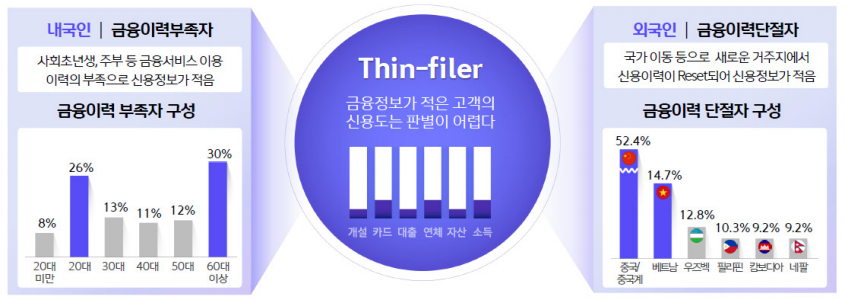 내국인 | 금융이력부족자
사회초년생, 주부 등 금융서비스 이용
이력의 부족으로 신용정보가 적음
금융이력 부족자 구성
8%
26%
13%
11%
12%
30%
20대
미만
20대
30대
40대
50대
60대
이상
Thin-filer
금융정보가 적은 고객의
신용도는 판별이 어렵다
개설 카드 대출 연체 자산 소득
외국인 | 금융이력단절자
국가 이동 등으로 새로운 거주지에서
신용이력이 Reset되어 신용정보가 적음
금융이력 단절자 구성
52.4%
14.7%
12.8%
10.3%
9.2%
9.2%
중국/
중국계
베트남
우즈벡
필리핀
캄보디아
네팔